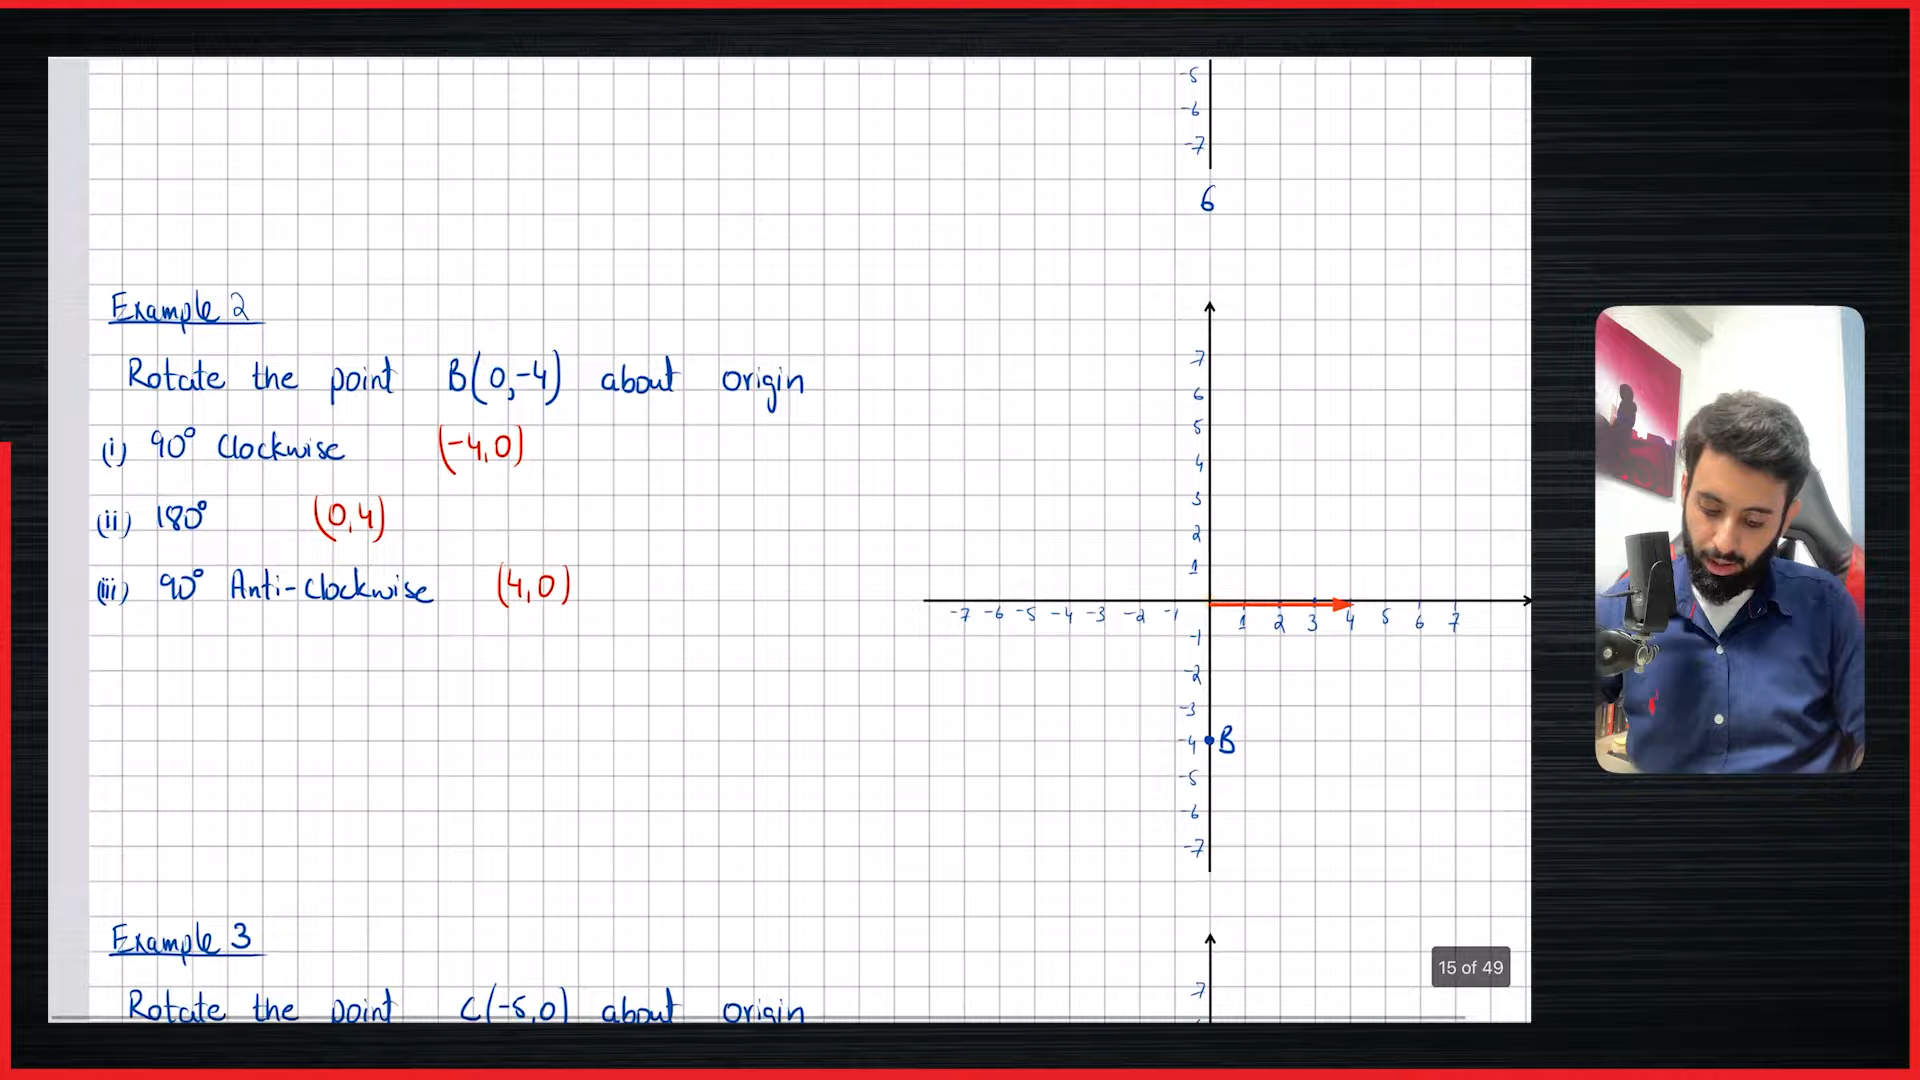 -5
-6
-7
6
Example 2
Rotate the point B(0,-4) about origin
(i) 90° Clockwise (-4,0)
(ii) 180° (0,4)
(iii) 90° Anti-clockwise (4,0)
7
6
5
4
3
2
1
-7 -6 -5 -4 -3 -2 -1 1 2 3 4 5 6 7
-1
-2
-3
-4 B
-5
-6
-7
Example 3
15 of 49
7
Rotate the point C(-5,0) about origin